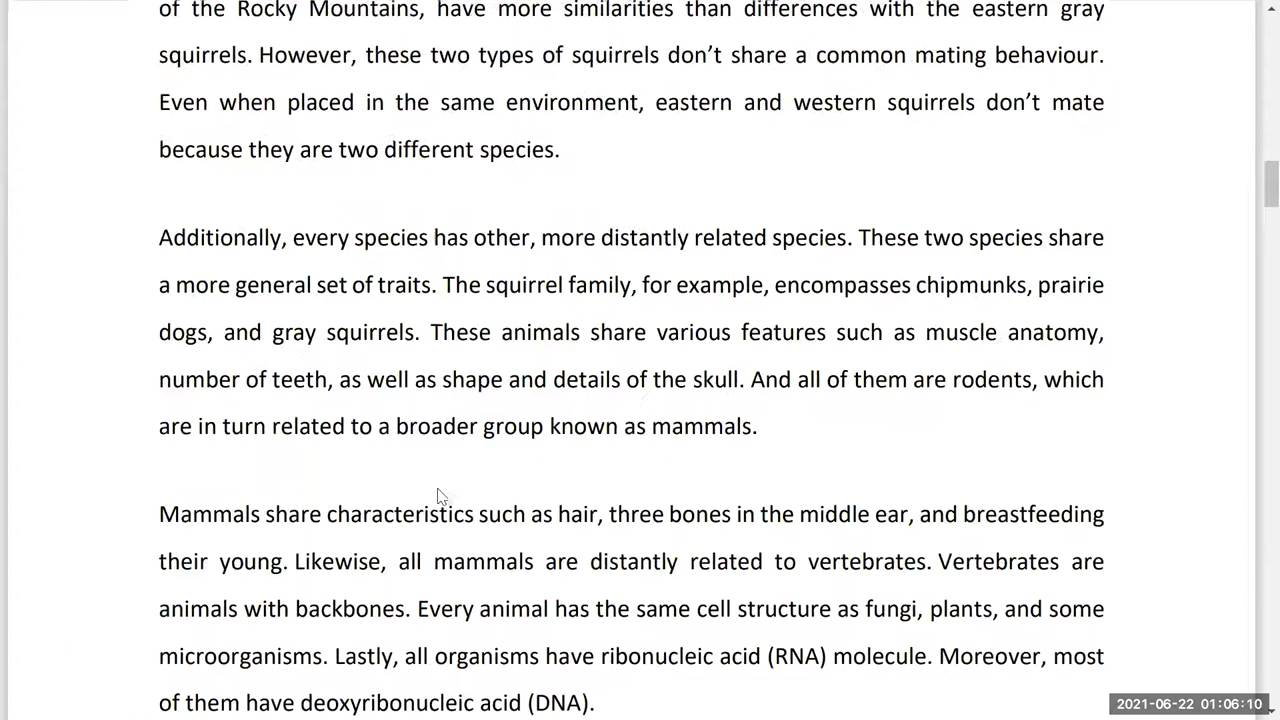 of the Rocky Mountains, have more similarities than differences with the eastern gray
squirrels. However, these two types of squirrels don’t share a common mating behaviour.
Even when placed in the same environment, eastern and western squirrels don’t mate
because they are two different species.
Additionally, every species has other, more distantly related species. These two species share
a more general set of traits. The squirrel family, for example, encompasses chipmunks, prairie
dogs, and gray squirrels. These animals share various features such as muscle anatomy,
number of teeth, as well as shape and details of the skull. And all of them are rodents, which
are in turn related to a broader group known as mammals.
Mammals share characteristics such as hair, three bones in the middle ear, and breastfeeding
their young. Likewise, all mammals are distantly related to vertebrates. Vertebrates are
animals with backbones. Every animal has the same cell structure as fungi, plants, and some
microorganisms. Lastly, all organisms have ribonucleic acid (RNA) molecule. Moreover, most
of them have deoxyribonucleic acid (DNA).
2021-06-22 01:06:10